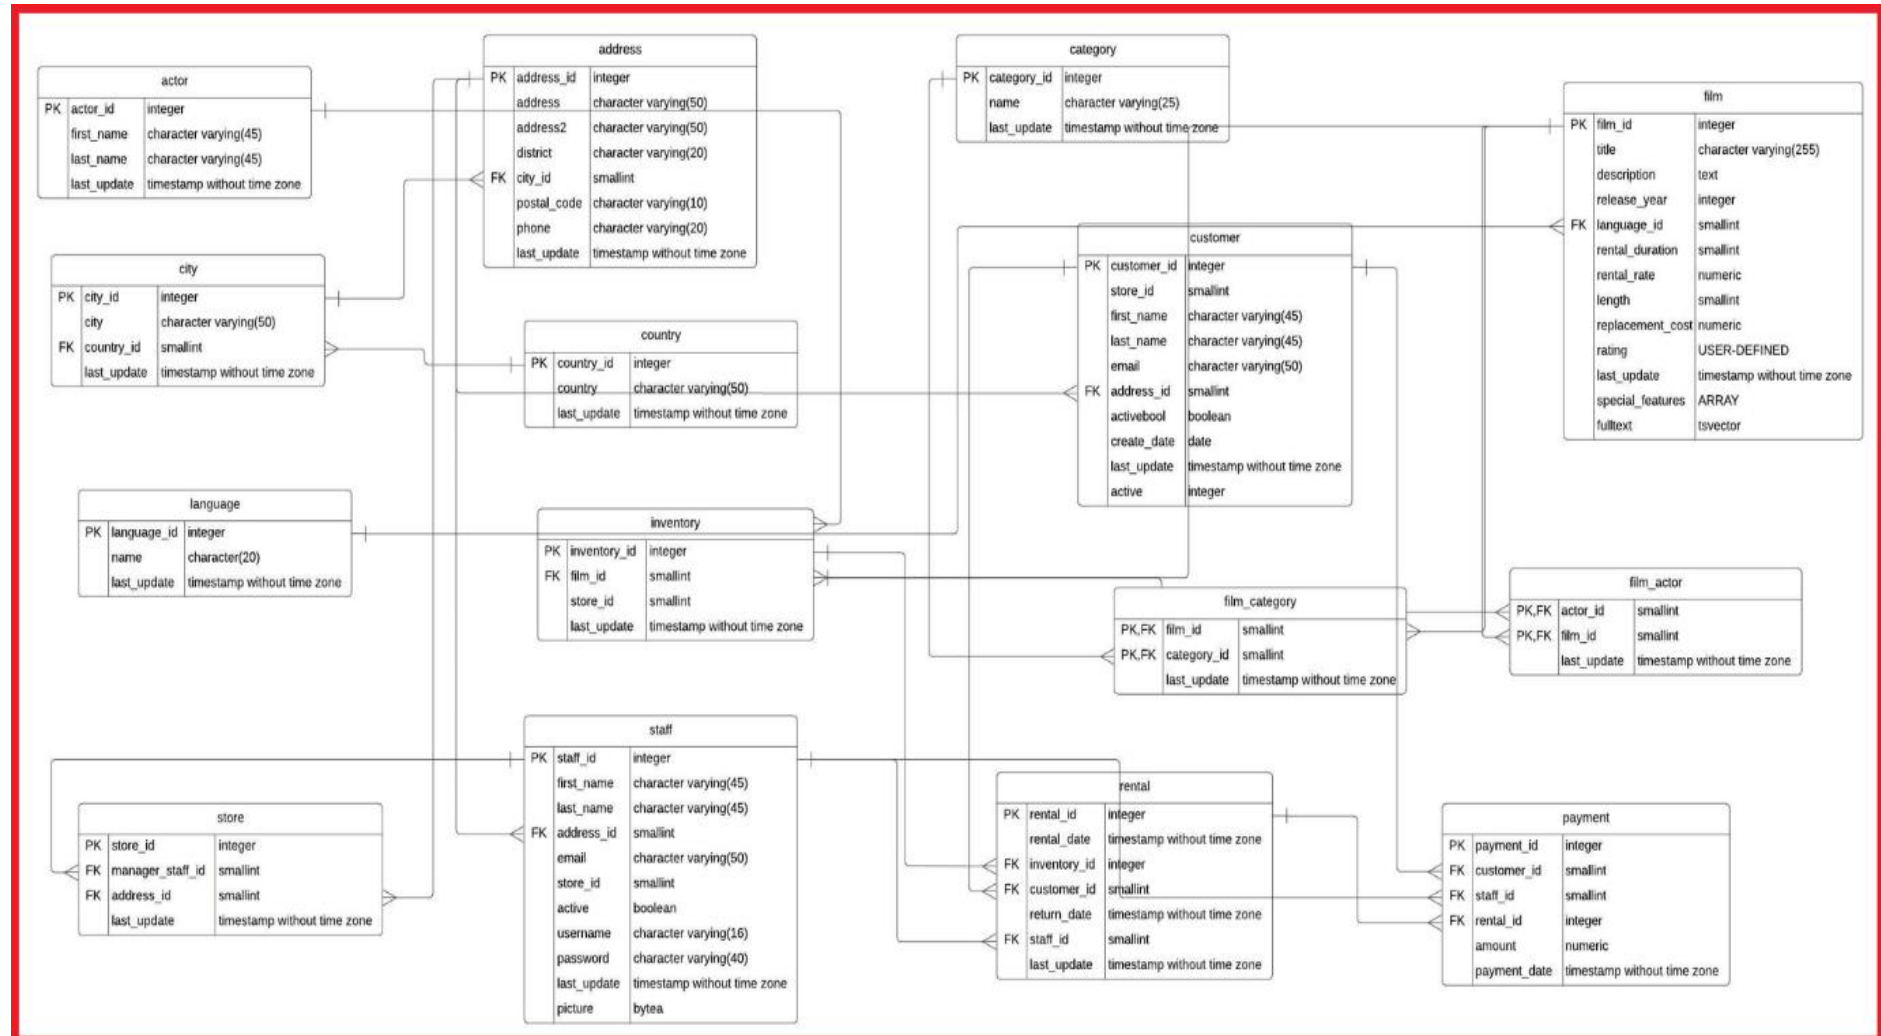 actor
PK actor_id integer
first_name character varying(45)
last_name character varying(45)
last_update timestamp without time zone
address
PK address_id integer
address character varying(50)
address2 character varying(50)
district character varying(20)
FK city_id smallint
postal_code character varying(10)
phone character varying(20)
last_update timestamp without time zone
category
PK category_id integer
name character varying(25)
last_update timestamp without time zone
film
PK film_id integer
title character varying(255)
description text
release_year integer
FK language_id smallint
rental_duration smallint
rental_rate numeric
length smallint
replacement_cost numeric
rating USER-DEFINED
last_update timestamp without time zone
special_features ARRAY
fulltext tsvector
city
PK city_id integer
city character varying(50)
FK country_id smallint
last_update timestamp without time zone
country
PK country_id integer
country character varying(50)
last_update timestamp without time zone
customer
PK customer_id integer
store_id smallint
first_name character varying(45)
last_name character varying(45)
email character varying(50)
FK address_id smallint
activebool boolean
create_date date
last_update timestamp without time zone
active integer
language
PK language_id integer
name character(20)
last_update timestamp without time zone
inventory
PK inventory_id integer
FK film_id smallint
store_id smallint
last_update timestamp without time zone
film_category
PK,FK film_id smallint
PK,FK category_id smallint
last_update timestamp without time zone
film_actor
PK,FK actor_id smallint
PK,FK film_id smallint
last_update timestamp without time zone
store
PK store_id integer
FK manager_staff_id smallint
FK address_id smallint
last_update timestamp without time zone
staff
PK staff_id integer
first_name character varying(45)
last_name character varying(45)
FK address_id smallint
email character varying(50)
store_id smallint
active boolean
username character varying(16)
password character varying(40)
last_update timestamp without time zone
picture bytea
rental
PK rental_id integer
rental_date timestamp without time zone
FK inventory_id integer
FK customer_id smallint
return_date timestamp without time zone
FK staff_id smallint
last_update timestamp without time zone
payment
PK payment_id integer
FK customer_id smallint
FK staff_id smallint
FK rental_id integer
amount numeric
payment_date timestamp without time zone